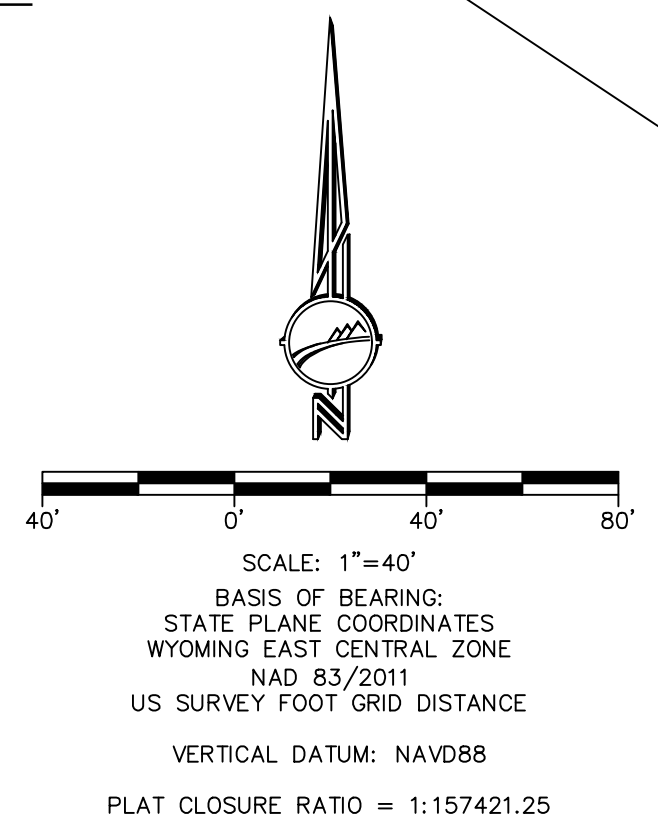 N
40' 0' 40' 80'
SCALE: 1"=40'
BASIS OF BEARING:
STATE PLANE COORDINATES
WYOMING EAST CENTRAL ZONE
NAD 83/2011
US SURVEY FOOT GRID DISTANCE
VERTICAL DATUM: NAVD88
PLAT CLOSURE RATIO = 1:157421.25